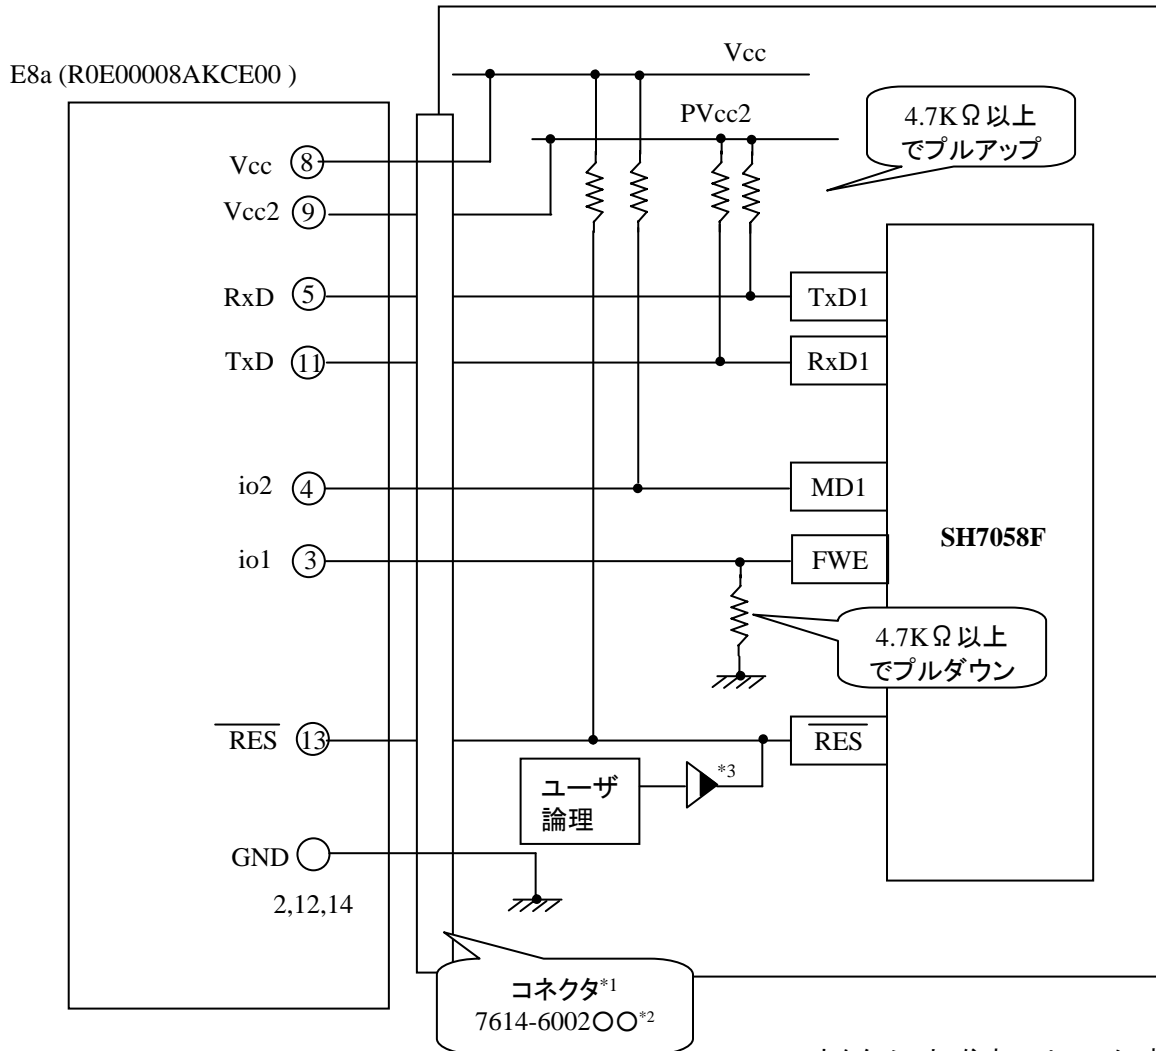 E8a (R0E00008AKCE00 )
Vcc
PVcc2
4.7KΩ以上
でプルアップ
Vcc 8
Vcc2 9
RxD 5
TxD1
TxD 11
RxD1
io2 4
MD1
SH7058F
io1 3
FWE
4.7KΩ以上
でプルダウン
RES 13
RES
*3
ユーザ
論理
GND
2,12,14
コネクタ*1
7614-6002〇〇*2